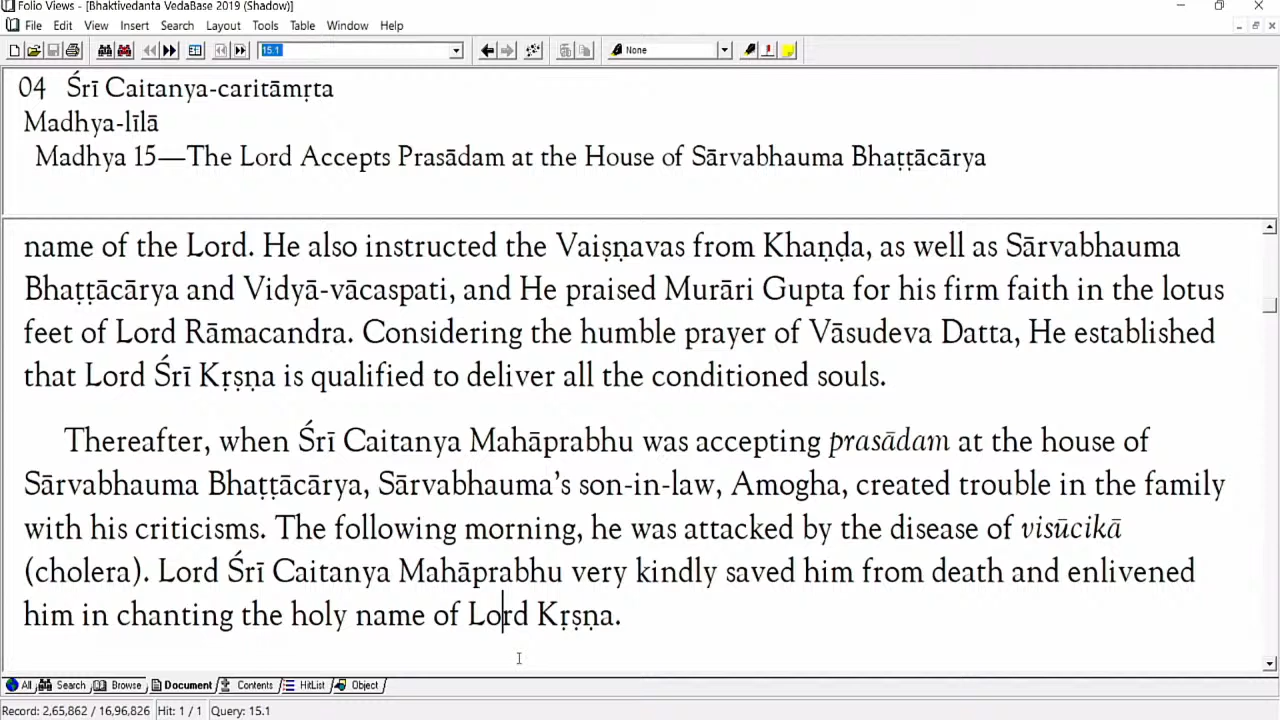 Folio Views - [Bhaktivedanta VedaBase 2019 (Shadow)]
File Edit View Insert Search Layout Tools Table Window Help
15.1 None
04 Śrī Caitanya-caritāmṛta
Madhya-līlā
Madhya 15—The Lord Accepts Prasādam at the House of Sārvabhauma Bhaṭṭācārya
name of the Lord. He also instructed the Vaiṣṇavas from Khaṇḍa, as well as Sārvabhauma
Bhaṭṭācārya and Vidyā-vācaspati, and He praised Murāri Gupta for his firm faith in the lotus
feet of Lord Rāmacandra. Considering the humble prayer of Vāsudeva Datta, He established
that Lord Śrī Kṛṣṇa is qualified to deliver all the conditioned souls.
Thereafter, when Śrī Caitanya Mahāprabhu was accepting prasādam at the house of
Sārvabhauma Bhaṭṭācārya, Sārvabhauma's son-in-law, Amogha, created trouble in the family
with his criticisms. The following morning, he was attacked by the disease of visūcikā
(cholera). Lord Śrī Caitanya Mahāprabhu very kindly saved him from death and enlivened
him in chanting the holy name of Lord Kṛṣṇa.
All Search Browse Document Contents HitList Object
Record: 2,65,862 / 16,96,826 Hit: 1 / 1 Query: 15.1